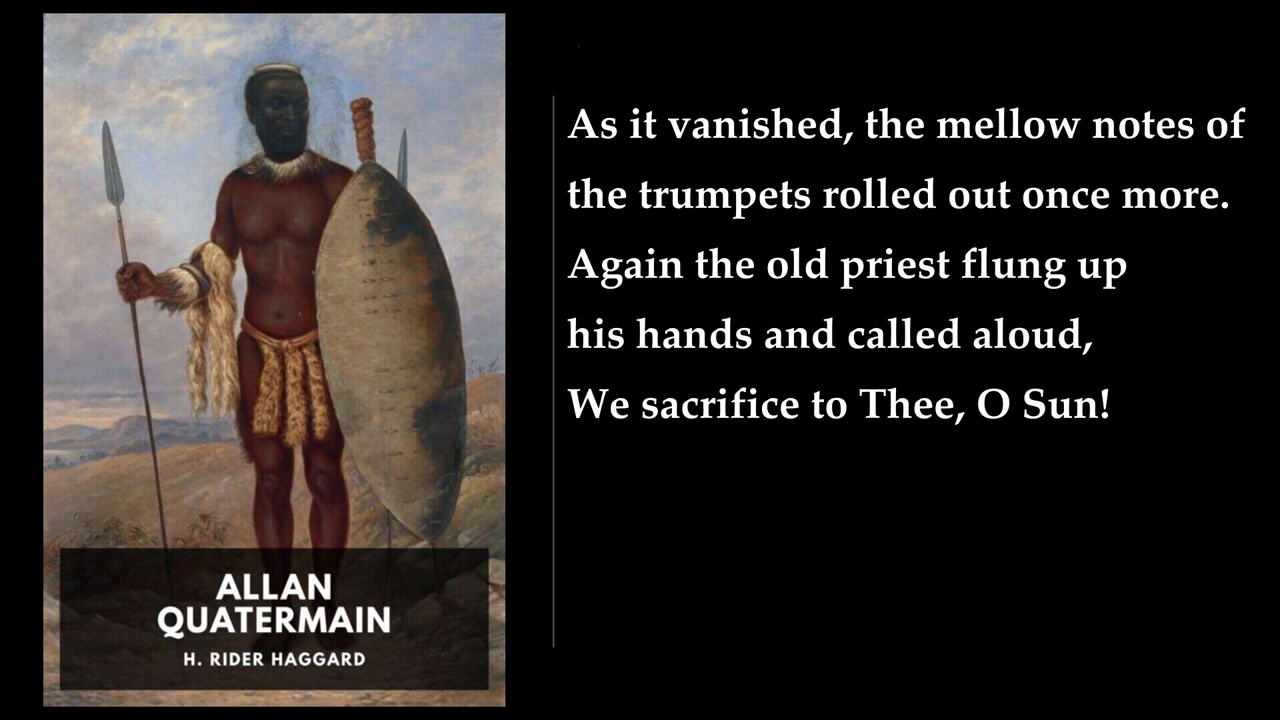 As it vanished, the mellow notes of
the trumpets rolled out once more.
Again the old priest flung up
his hands and called aloud,
We sacrifice to Thee, O Sun!
ALLAN
QUATERMAIN
H. RIDER HAGGARD